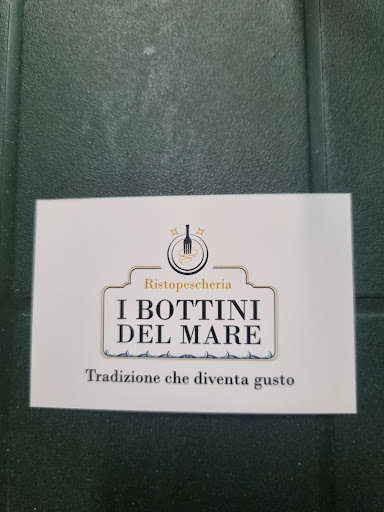 Ristopescheria
I BOTTINI
DEL MARE
Tradizione che diventa gusto